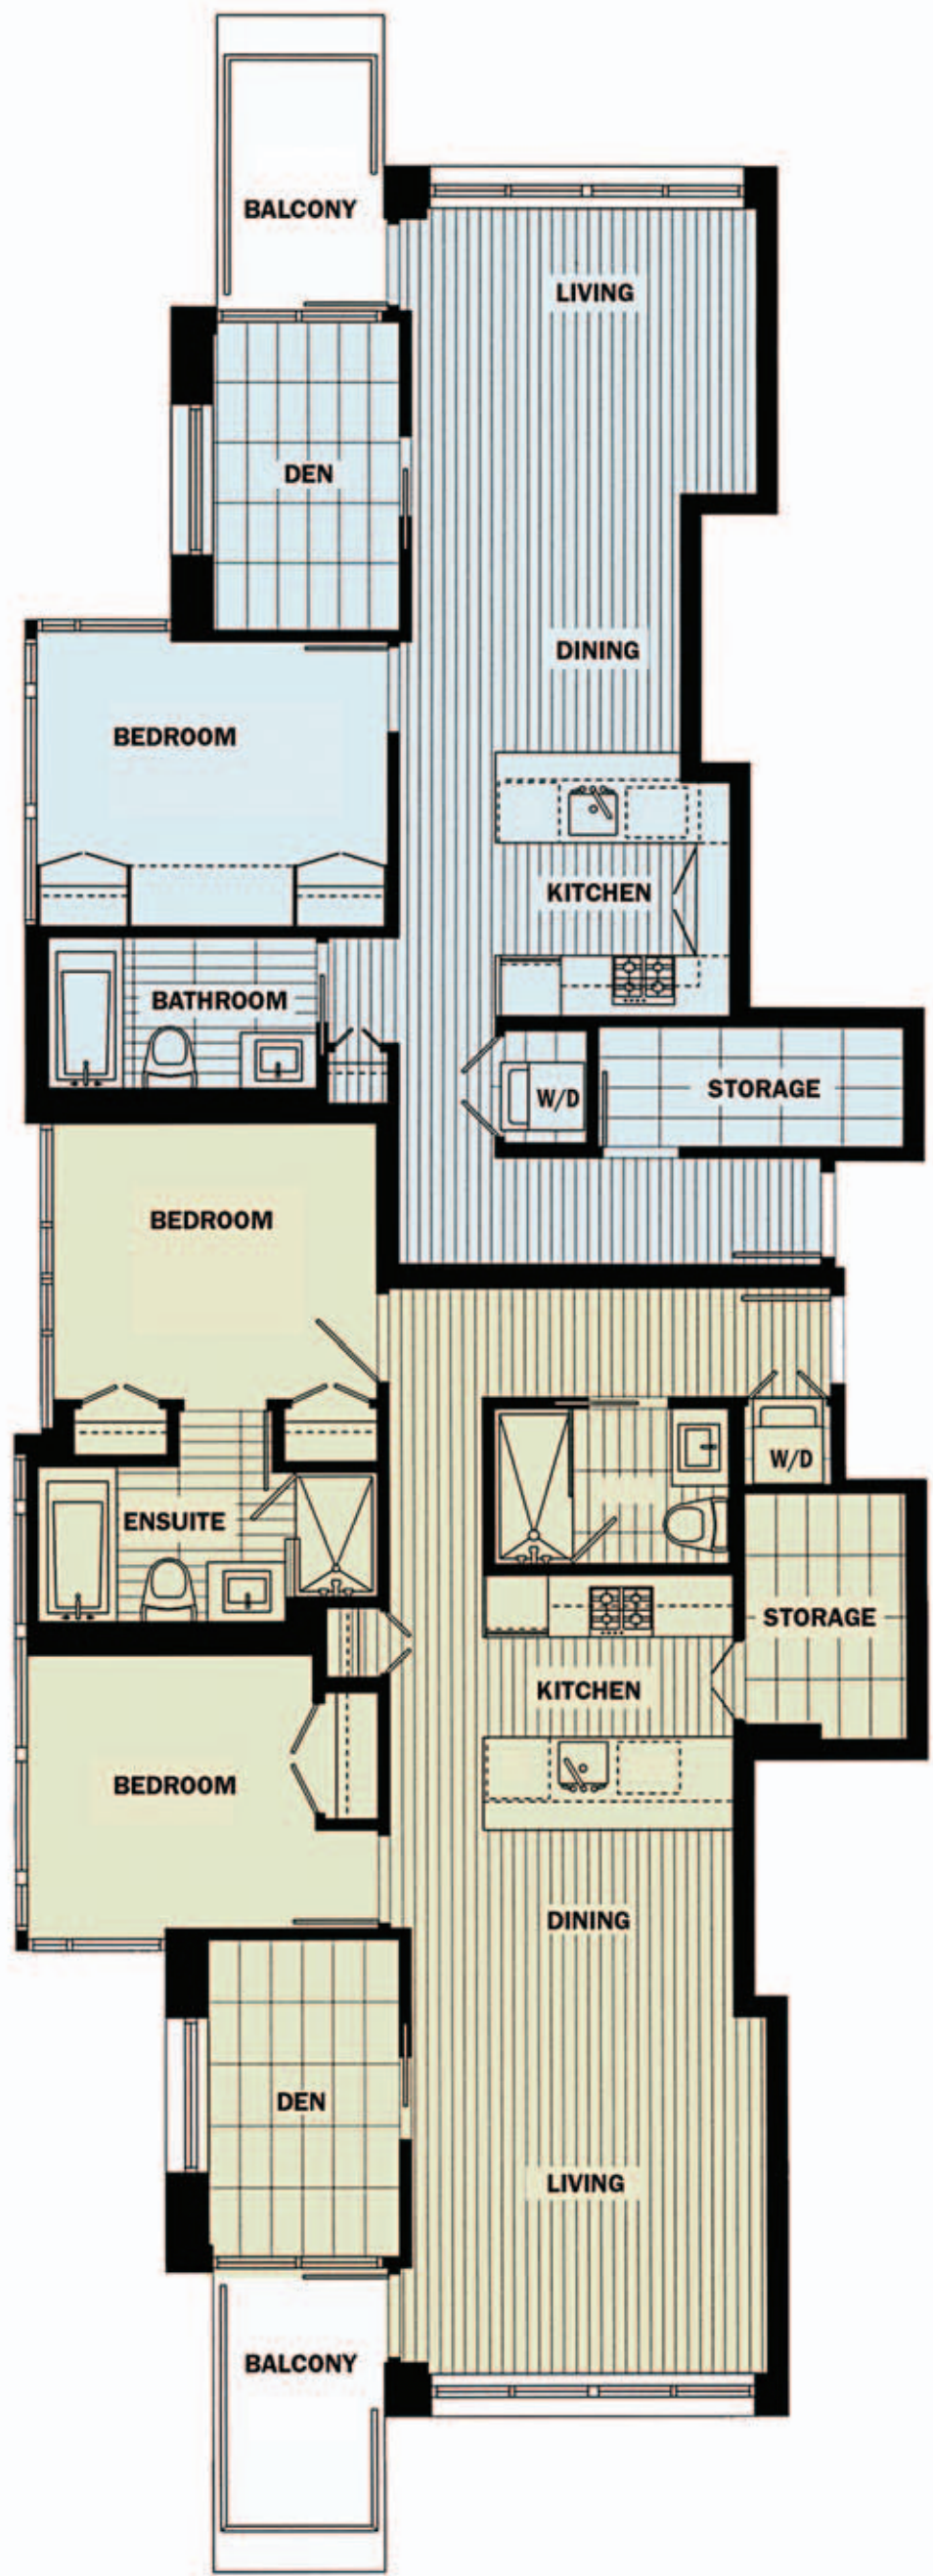 BALCONY
LIVING
DEN
DINING
BEDROOM
KITCHEN
BATHROOM
STORAGE
W/D
BEDROOM
W/D
ENSUITE
STORAGE
KITCHEN
BEDROOM
DINING
DEN
LIVING
BALCONY